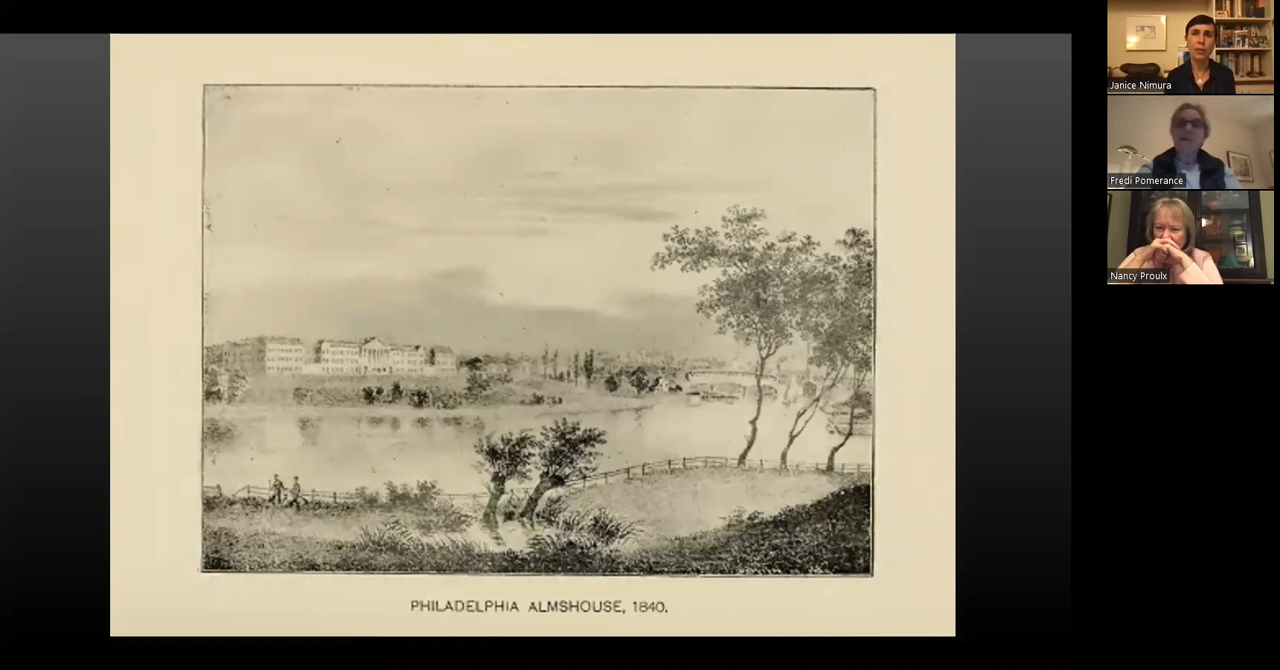 PHILADELPHIA ALMSHOUSE, 1840.
Janice Nimura
Fredi Pomerance
Nancy Proulx